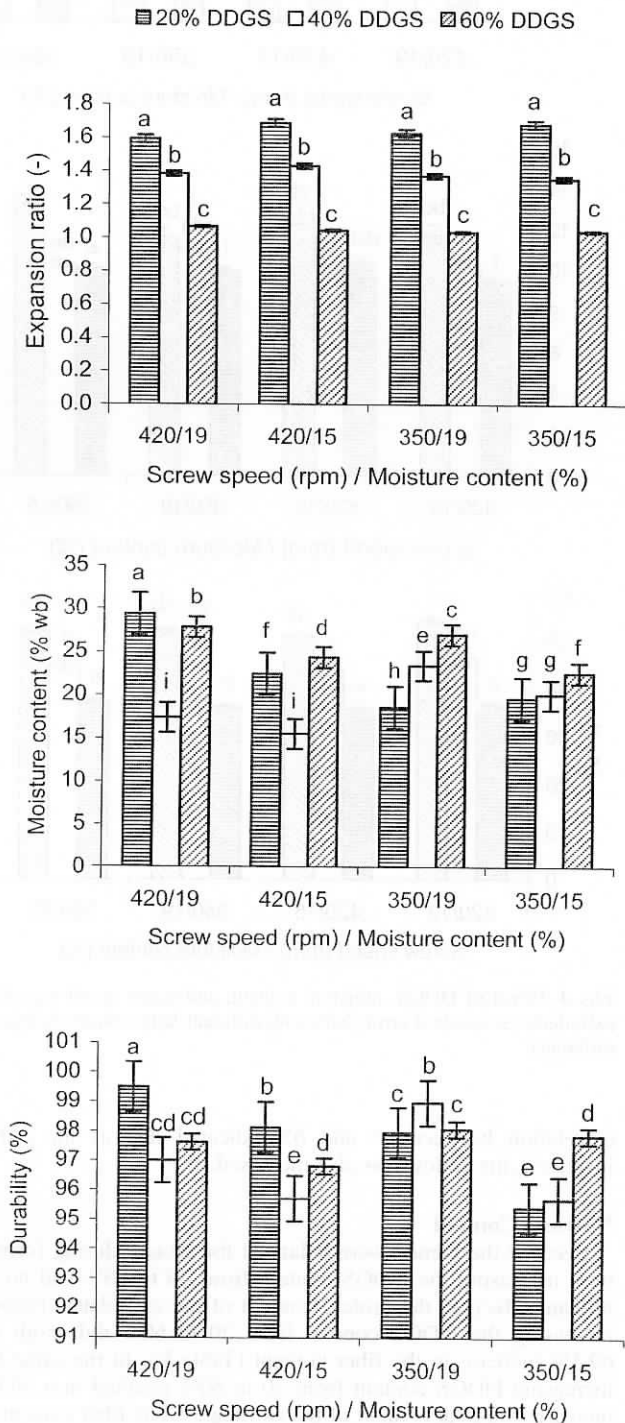 20% DDGS 40% DDGS 60% DDGS
Expansion ratio (-)
1.8
1.6
1.4
1.2
1.0
0.8
0.6
0.4
0.2
0.0
a b c a b c a b c a b c
420/19 420/15 350/19 350/15
Screw speed (rpm) / Moisture content (%)
Moisture content (% wb)
35
30
25
20
15
10
5
0
a i b f i d h e c g g f
420/19 420/15 350/19 350/15
Screw speed (rpm) / Moisture content (%)
Durability (%)
101
100
99
98
97
96
95
94
93
92
91
a cd cd b e d c b c e e d
420/19 420/15 350/19 350/15
Screw speed (rpm) / Moisture content (%)